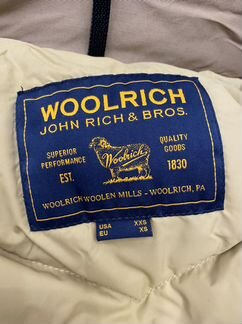 WOOLRICH
JOHN RICH & BROS.
SUPERIOR PERFORMANCE
QUALITY GOODS
Woolrich
EST.
1830
WOOLRICH WOOLEN MILLS - WOOLRICH, PA
USA XXS
EU XS